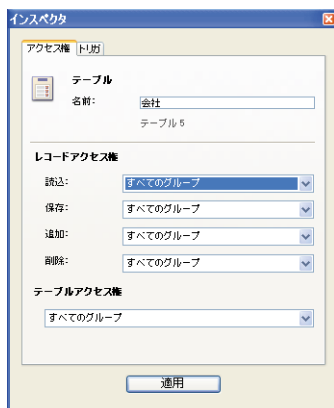 インスペクタ
アクセス権 トリガ
テーブル
名前: 会社
テーブル 5
レコードアクセス権
読込: すべてのグループ
保存: すべてのグループ
追加: すべてのグループ
削除: すべてのグループ
テーブルアクセス権
すべてのグループ
適用